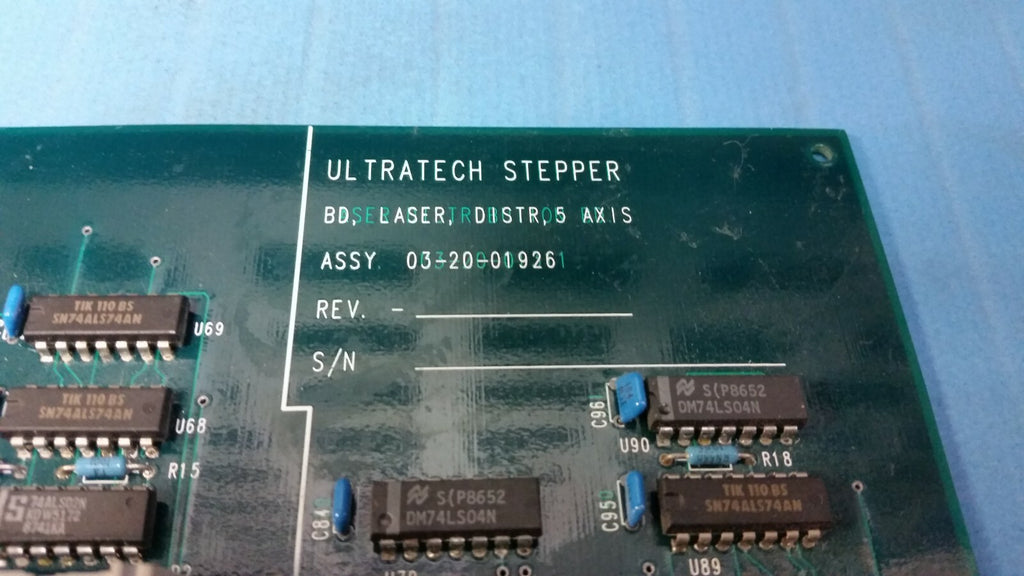 ULTRATECH STEPPER
BD, LASER, DISTR, 5 AXIS
ASSY 03-20-01926
REV. -
S/N
TIK 110 BS
SN74ALS74AN
U69
TIK 110 BS
SN74ALS74AN
U68
R15
C96
S(P8652
DM74LS04N
U90
R18
C84
S(P8652
DM74LS04N
C95
TIK 110 BS
SN74ALS74AN
U89